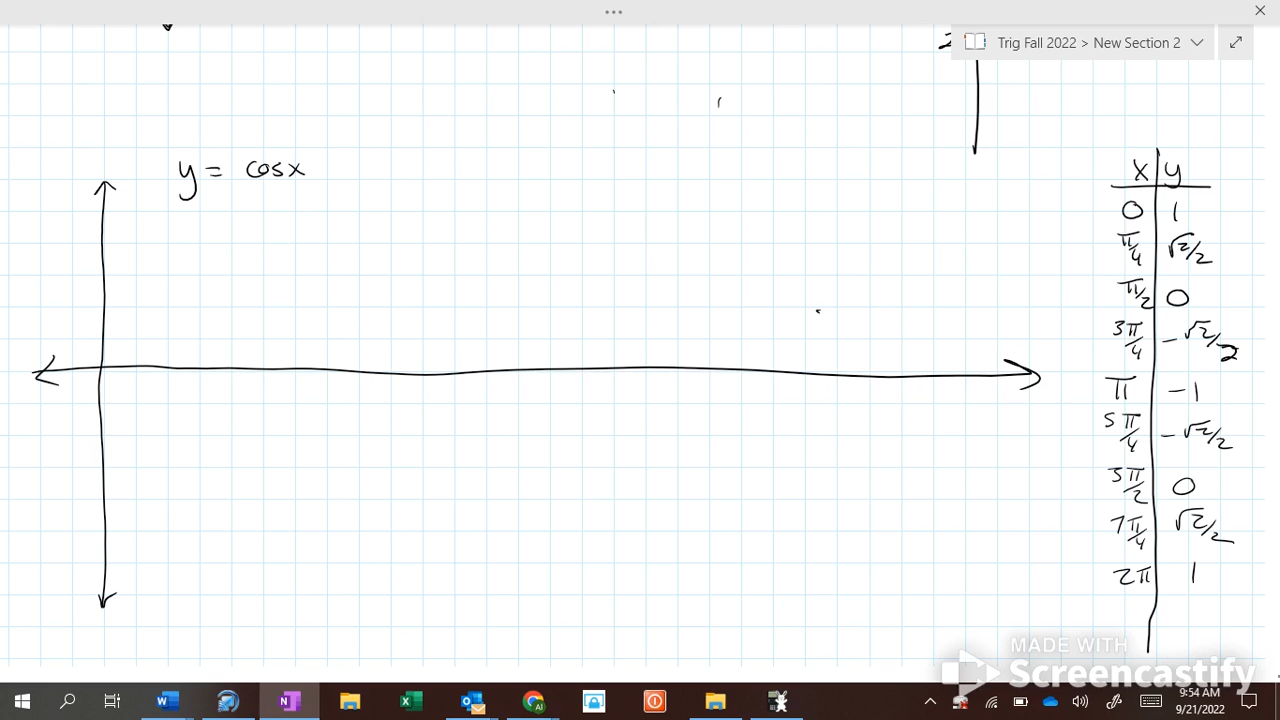 Trig Fall 2022 > New Section 2
y = cosx
x y
0 1
π/4 √2/2
π/2 0
3π/4 -√2/2
π -1
5π/4 -√2/2
3π/2 0
7π/4 √2/2
2π 1
MADE WITH
Screencastify
9:54 AM
9/21/2022